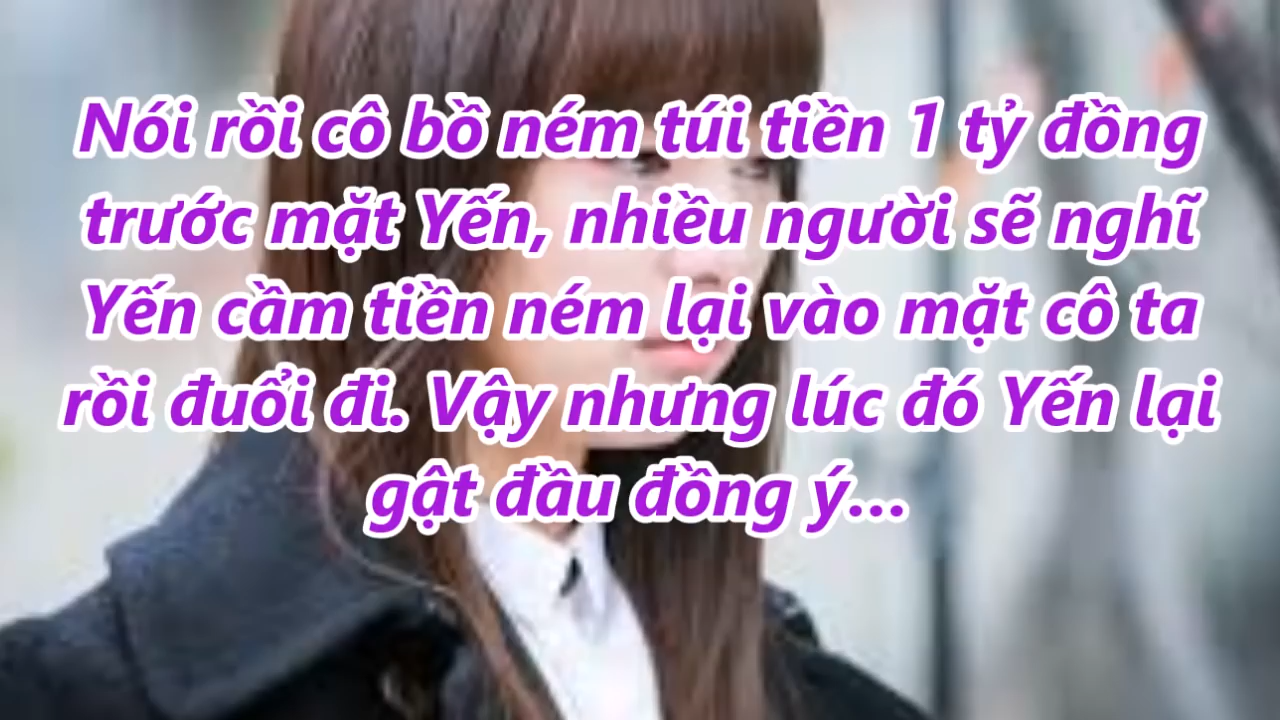 Nói rồi cô bồ ném túi tiền 1 tỷ đồng
trước mặt Yến, nhiều người sẽ nghĩ
Yến cầm tiền ném lại vào mặt cô ta
rồi đuổi đi. Vậy nhưng lúc đó Yến lại
gật đầu đồng ý...